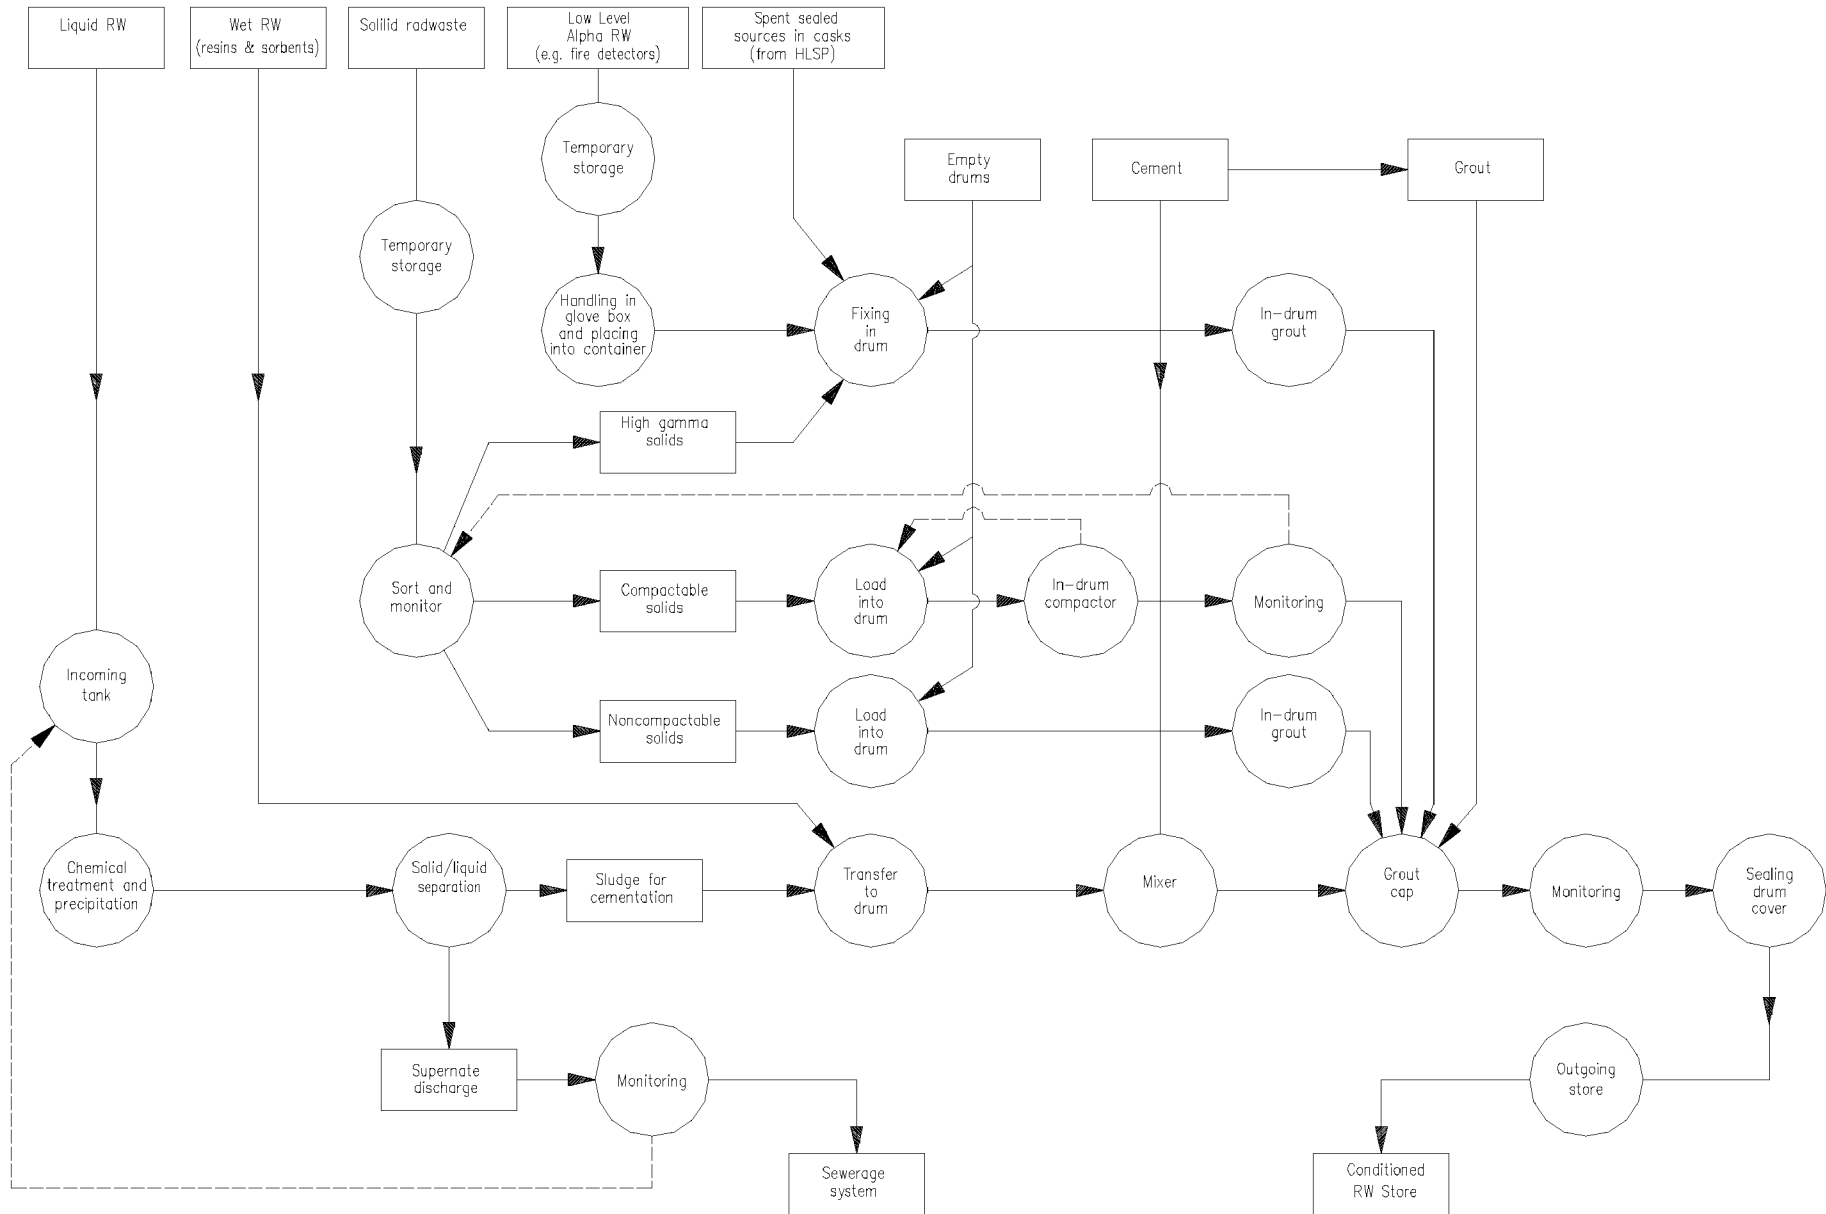 Liquid RW
Wet RW
(resins & sorbents)
Solilid radwaste
Low Level
Alpha RW
(e.g. fire detectors)
Spent sealed
sources in casks
(from HLSP)
Temporary
storage
Empty
drums
Cement
Grout
Temporary
storage
Handling in
glove box
and placing
into container
Fixing
in
drum
In-drum
grout
High gamma
solids
Sort and
monitor
Compactable
solids
Load
into
drum
In-drum
compactor
Monitoring
Incoming
tank
Noncompactable
solids
Load
into
drum
In-drum
grout
Chemical
treatment and
precipitation
Solid/liquid
separation
Sludge for
cementation
Transfer
to
drum
Mixer
Grout
cap
Monitoring
Sealing
drum
cover
Supernate
discharge
Monitoring
Outgoing
store
Sewerage
system
Conditioned
RW Store